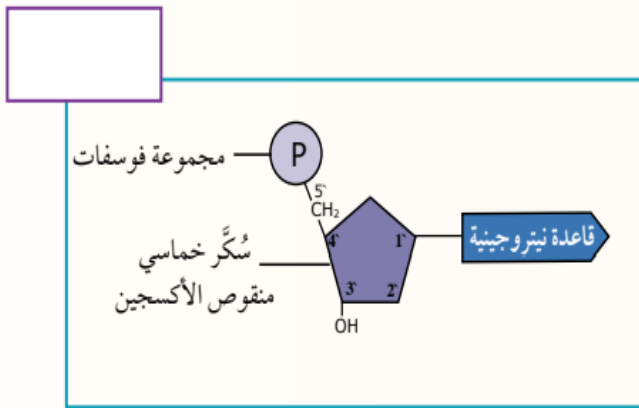 P
مجموعة فوسفات
5`
CH₂
4`
1`
قاعدة نيتروجينية
سُكَّر خماسي
منقوص الأكسجين
3`
2`
OH